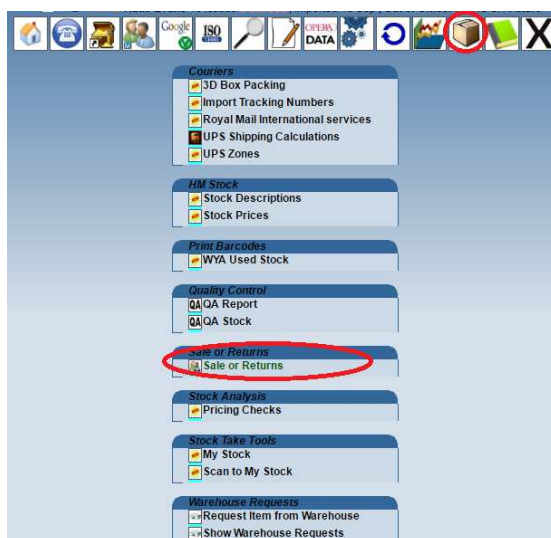 Google
ISO
OPERA
DATA
X
Couriers
3D Box Packing
Import Tracking Numbers
Royal Mail International services
UPS Shipping Calculations
UPS Zones
HM Stock
Stock Descriptions
Stock Prices
Print Barcodes
WYA Used Stock
Quality Control
QA QA Report
QA QA Stock
Sale or Returns
Sale or Returns
Stock Analysis
Pricing Checks
Stock Take Tools
My Stock
Scan to My Stock
Warehouse Requests
Request Item from Warehouse
Show Warehouse Requests